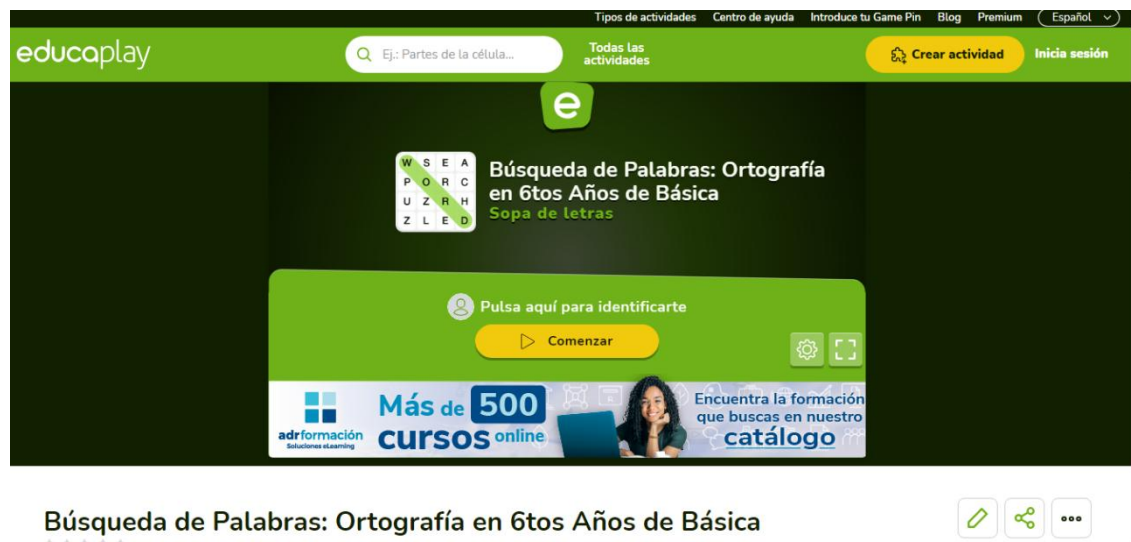 Tipos de actividades Centro de ayuda Introduce tu Game Pin Blog Premium Español
educaplay
Ej.: Partes de la célula...
Todas las
actividades
Crear actividad
Inicia sesión
e
W S E A
P O R C
U Z R H
Z L E D
Búsqueda de Palabras: Ortografía
en 6tos Años de Básica
Sopa de letras
Pulsa aquí para identificarte
Comenzar
adrformación
Soluciones eLearning
Más de 500
cursos online
Encuentra la formación
que buscas en nuestro
catálogo
Búsqueda de Palabras: Ortografía en 6tos Años de Básica